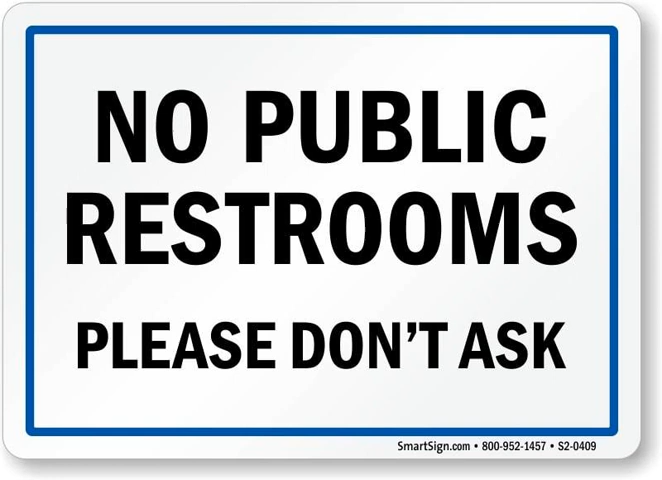 NO PUBLIC
RESTROOMS
PLEASE DON'T ASK
SmartSign.com • 800-952-1457 • S2-0409